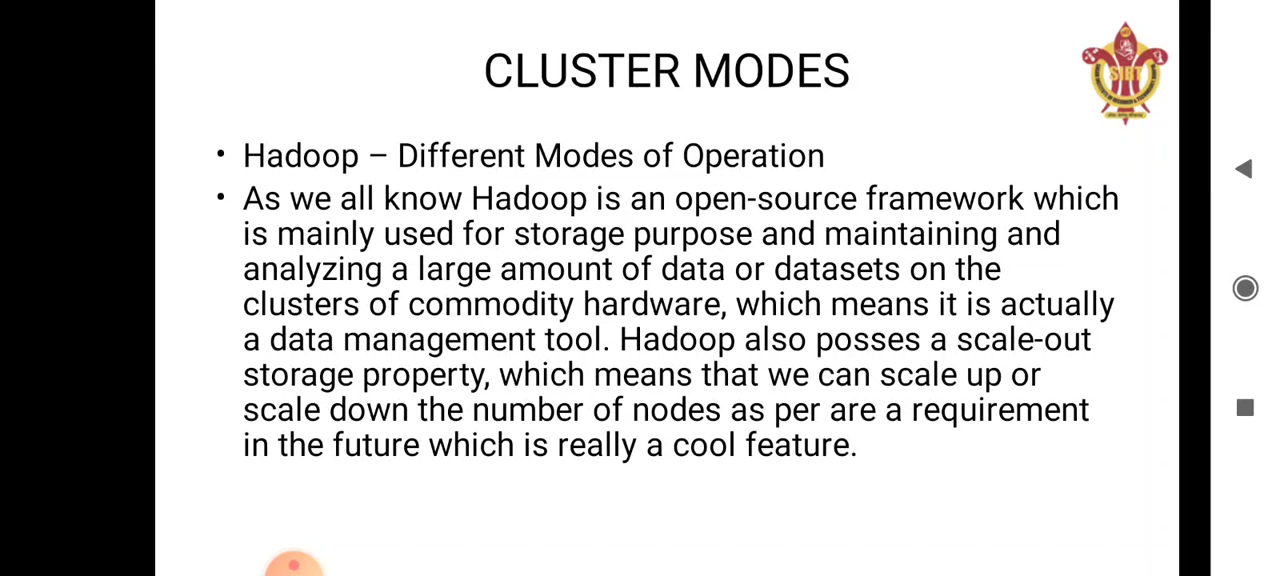 CLUSTER MODES
SIRT
• Hadoop – Different Modes of Operation
• As we all know Hadoop is an open-source framework which
is mainly used for storage purpose and maintaining and
analyzing a large amount of data or datasets on the
clusters of commodity hardware, which means it is actually
a data management tool. Hadoop also posses a scale-out
storage property, which means that we can scale up or
scale down the number of nodes as per are a requirement
in the future which is really a cool feature.